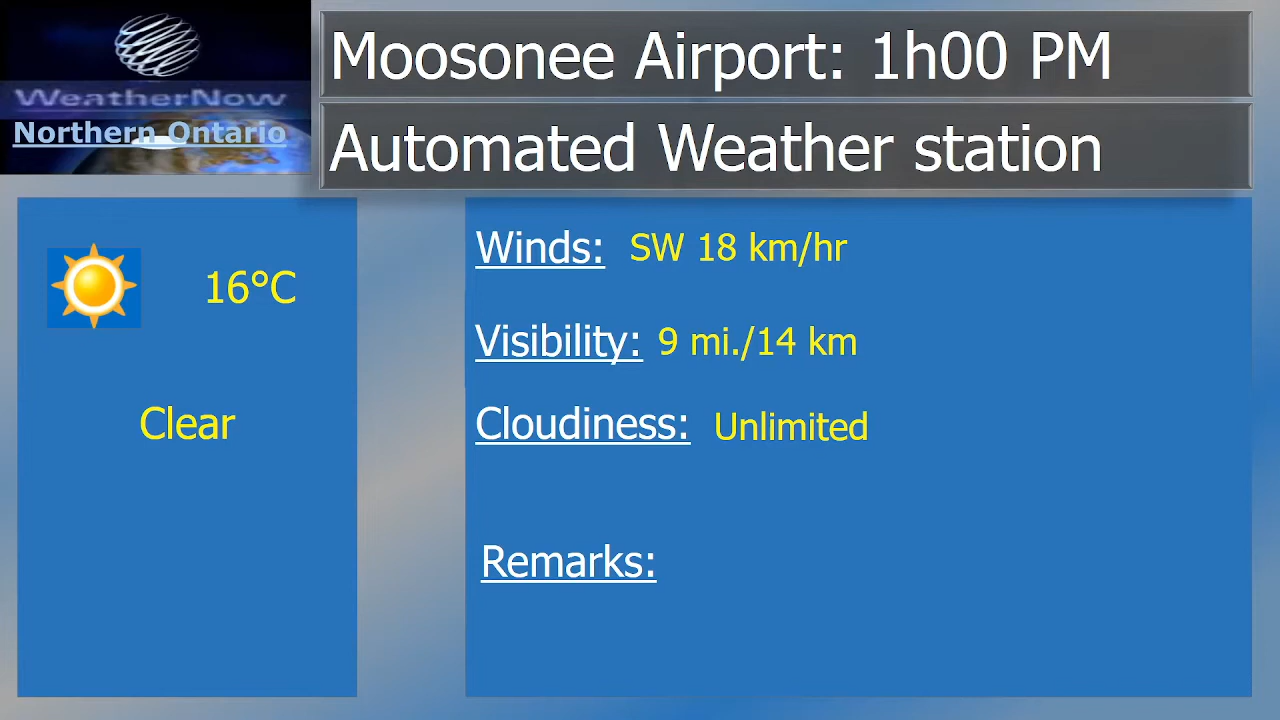 WeatherNow
Northern Ontario
Moosonee Airport: 1h00 PM
Automated Weather station
16°C
Clear
Winds: SW 18 km/hr
Visibility: 9 mi./14 km
Cloudiness: Unlimited
Remarks: